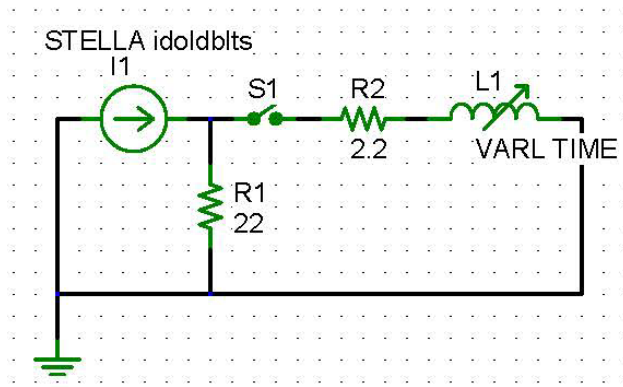 STELLA idoldblts
I1
S1
R2
L1
2.2
VARL TIME
R1
22